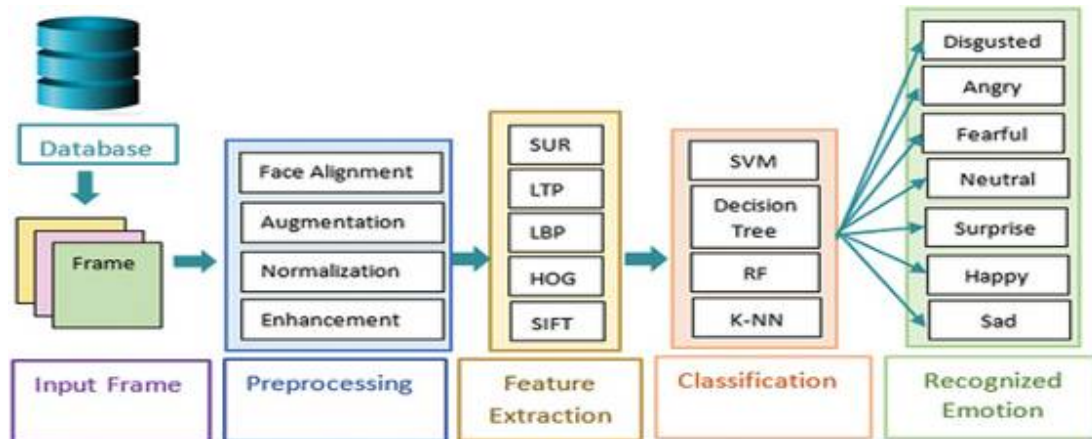 Database
Frame
Input Frame
Face Alignment
Augmentation
Normalization
Enhancement
Preprocessing
SUR
LTP
LBP
HOG
SIFT
Feature
Extraction
SVM
Decision
Tree
RF
K-NN
Classification
Disgusted
Angry
Fearful
Neutral
Surprise
Happy
Sad
Recognized
Emotion